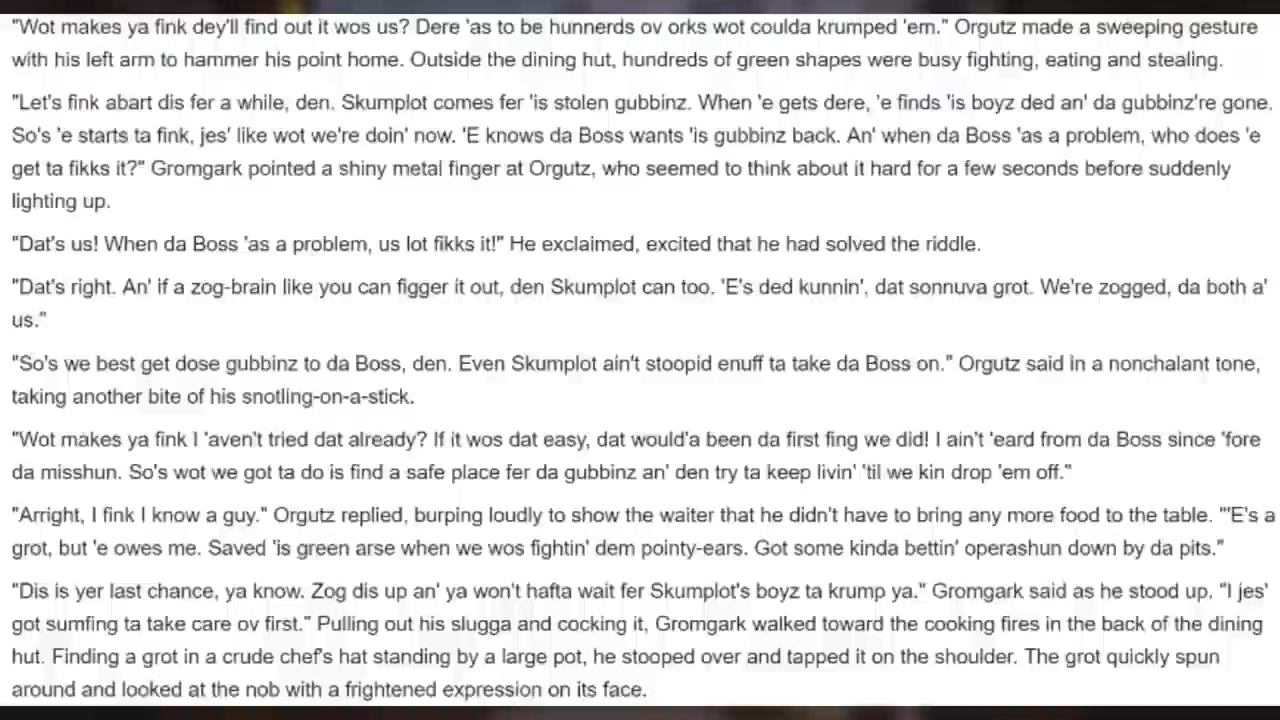 "Wot makes ya fink dey'll find out it wos us? Dere 'as to be hunnerds ov orks wot coulda krumped 'em." Orgutz made a sweeping gesture
with his left arm to hammer his point home. Outside the dining hut, hundreds of green shapes were busy fighting, eating and stealing.
"Let's fink abart dis fer a while, den. Skumplot comes fer 'is stolen gubbinz. When 'e gets dere, 'e finds 'is boyz ded an' da gubbinz're gone.
So's 'e starts ta fink, jes' like wot we're doin' now. 'E knows da Boss wants 'is gubbinz back. An' when da Boss 'as a problem, who does 'e
get ta fikks it?" Gromgark pointed a shiny metal finger at Orgutz, who seemed to think about it hard for a few seconds before suddenly
lighting up.
"Dat's us! When da Boss 'as a problem, us lot fikks it!" He exclaimed, excited that he had solved the riddle.
"Dat's right. An' if a zog-brain like you can figger it out, den Skumplot can too. 'E's ded kunnin', dat sonnuva grot. We're zogged, da both a'
us."
"So's we best get dose gubbinz to da Boss, den. Even Skumplot ain't stoopid enuff ta take da Boss on." Orgutz said in a nonchalant tone,
taking another bite of his snotling-on-a-stick.
"Wot makes ya fink I 'aven't tried dat already? If it wos dat easy, dat would'a been da first fing we did! I ain't 'eard from da Boss since 'fore
da misshun. So's wot we got ta do is find a safe place fer da gubbinz an' den try ta keep livin' 'til we kin drop 'em off."
"Arright, I fink I know a guy." Orgutz replied, burping loudly to show the waiter that he didn't have to bring any more food to the table. "'E's a
grot, but 'e owes me. Saved 'is green arse when we wos fightin' dem pointy-ears. Got some kinda bettin' operashun down by da pits."
"Dis is yer last chance, ya know. Zog dis up an' ya won't hafta wait fer Skumplot's boyz ta krump ya." Gromgark said as he stood up. "I jes'
got sumfing ta take care ov first." Pulling out his slugga and cocking it, Gromgark walked toward the cooking fires in the back of the dining
hut. Finding a grot in a crude chef's hat standing by a large pot, he stooped over and tapped it on the shoulder. The grot quickly spun
around and looked at the nob with a frightened expression on its face.